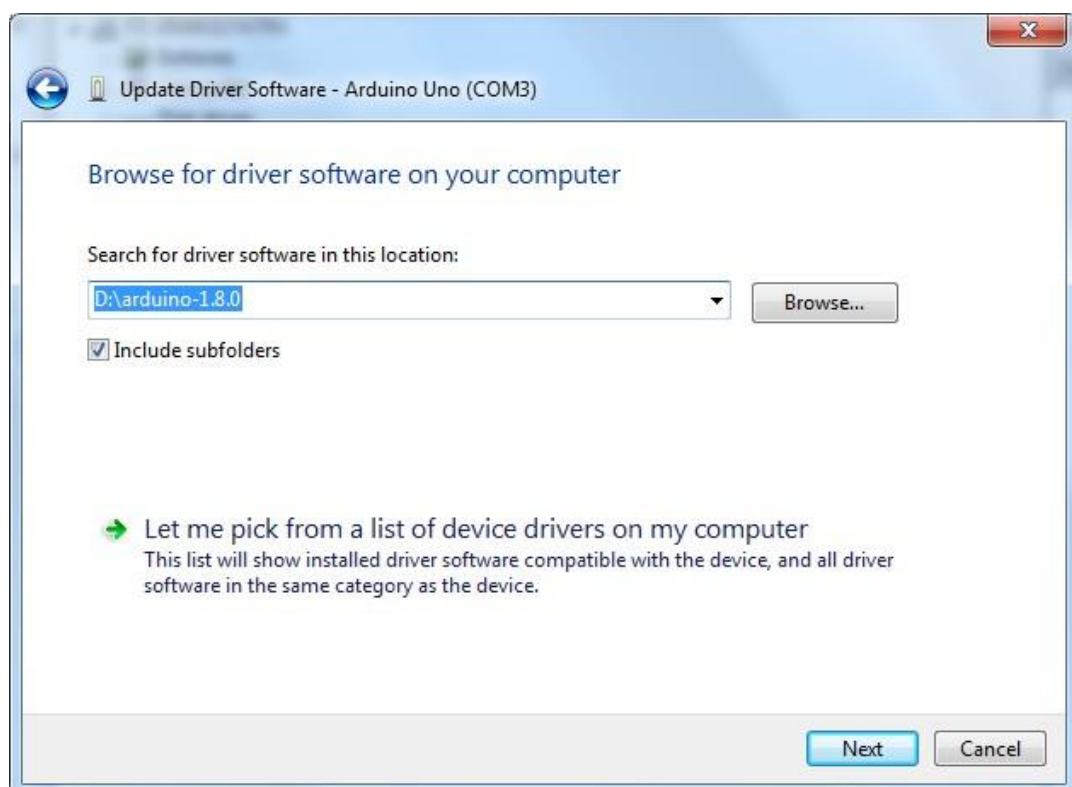 Update Driver Software - Arduino Uno (COM3)
Browse for driver software on your computer
Search for driver software in this location:
D:\arduino-1.8.0
Browse...
Include subfolders
Let me pick from a list of device drivers on my computer
This list will show installed driver software compatible with the device, and all driver
software in the same category as the device.
Next
Cancel